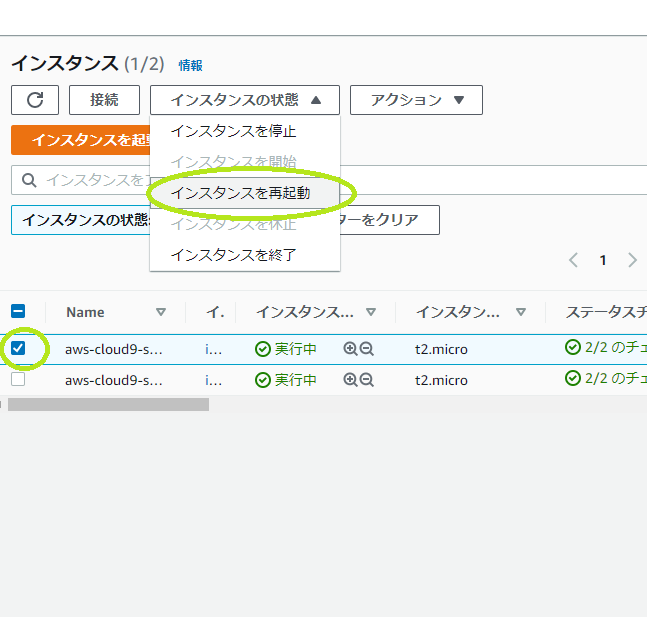 インスタンス (1/2) 情報
接続 インスタンスの状態 アクション
インスタンスを停止
インスタンスを起動
インスタンスを開始
インスタンスを
インスタンスを再起動
インスタンスの状態 ターをクリア
インスタンスを休止
インスタンスを終了
1
Name イ. インスタンス... インスタン... ステータスチ
aws-cloud9-s... i... 実行中 t2.micro 2/2 のチェ
aws-cloud9-s... i... 実行中 t2.micro 2/2 のチェ